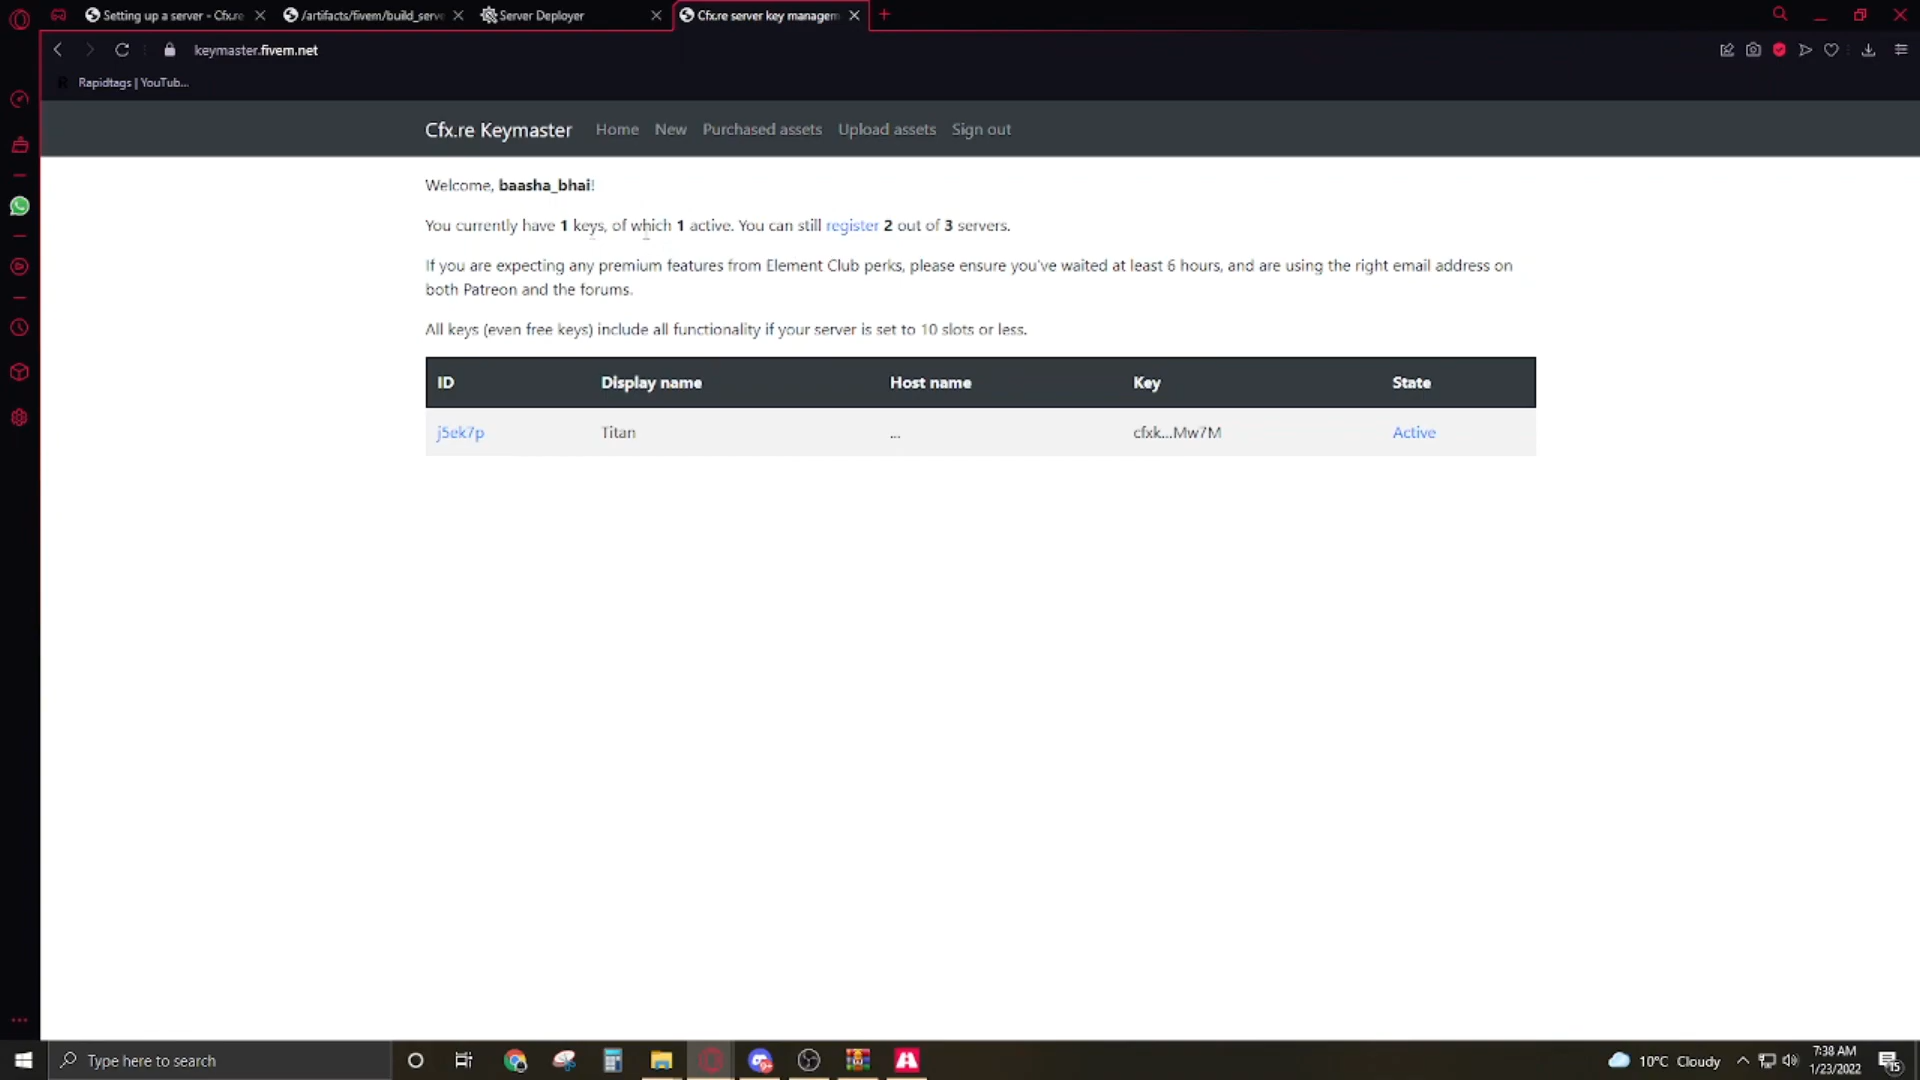 Setting up a server - Cfx.re
/artifacts/fivem/build_serve
Server Deployer
Cfx.re server key managem
keymaster.fivem.net
R Rapidtags | YouTub...
Cfx.re Keymaster Home New Purchased assets Upload assets Sign out
Welcome, baasha_bhai!
You currently have 1 keys, of which 1 active. You can still register 2 out of 3 servers.
If you are expecting any premium features from Element Club perks, please ensure you've waited at least 6 hours, and are using the right email address on
both Patreon and the forums.
All keys (even free keys) include all functionality if your server is set to 10 slots or less.
ID Display name Host name Key State
j5ek7p Titan ... cfxk...Mw7M Active
Type here to search
10°C Cloudy
7:38 AM
1/23/2022
15